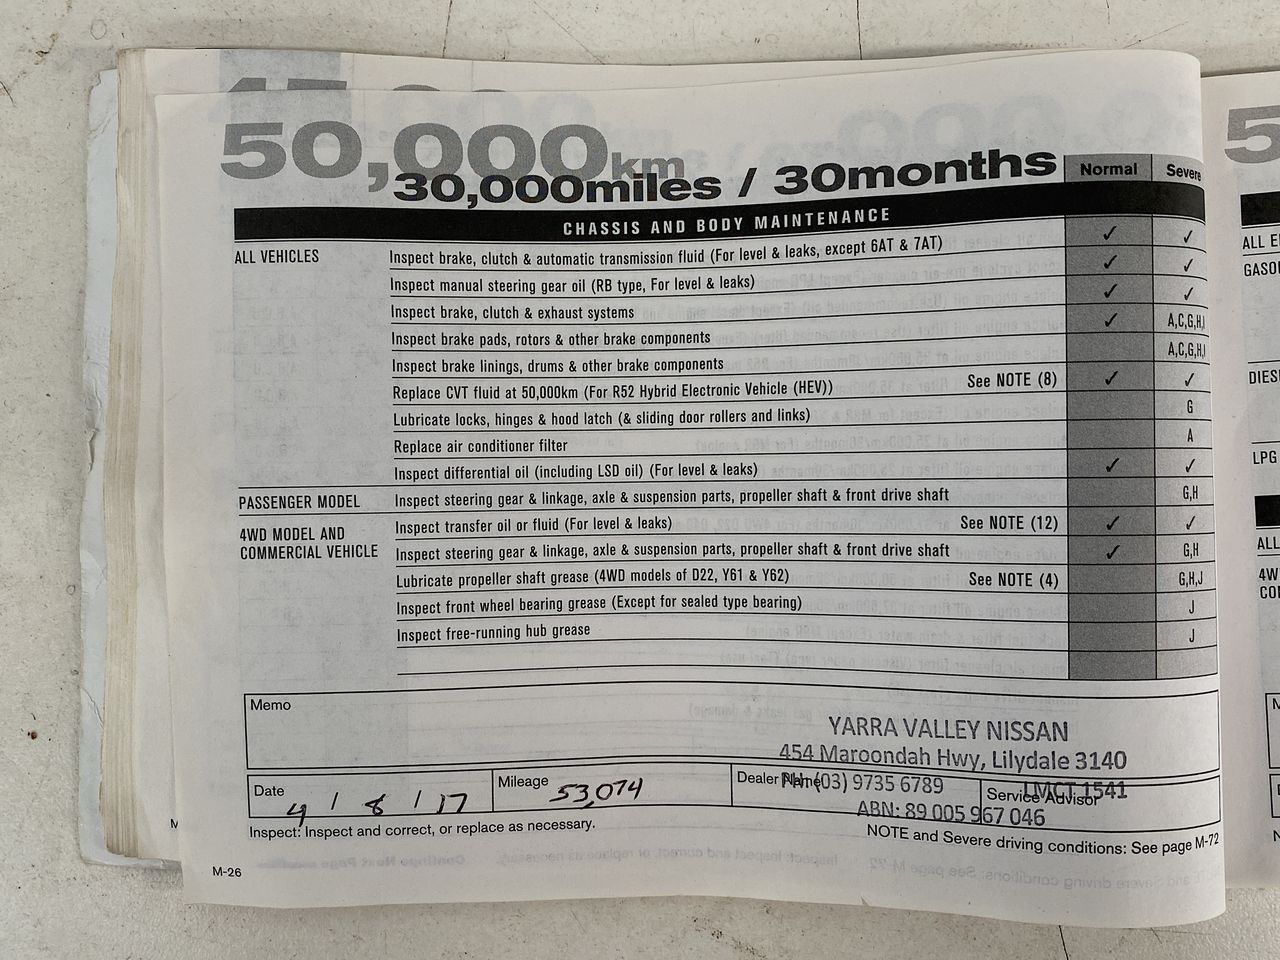 50,000km
30,000miles / 30months
Normal Severe
CHASSIS AND BODY MAINTENANCE
ALL VEHICLES Inspect brake, clutch & automatic transmission fluid (For level & leaks, except 6AT & 7AT) ✓ ✓
Inspect manual steering gear oil (RB type, For level & leaks) ✓ ✓
Inspect brake, clutch & exhaust systems ✓ ✓
Inspect brake pads, rotors & other brake components ✓ A,C,G,H,I
Inspect brake linings, drums & other brake components A,C,G,H,I
Replace CVT fluid at 50,000km (For R52 Hybrid Electronic Vehicle (HEV)) See NOTE (8) ✓ ✓
Lubricate locks, hinges & hood latch (& sliding door rollers and links) G
Replace air conditioner filter A
Inspect differential oil (including LSD oil) (For level & leaks) ✓ ✓
PASSENGER MODEL Inspect steering gear & linkage, axle & suspension parts, propeller shaft & front drive shaft G,H
4WD MODEL AND Inspect transfer oil or fluid (For level & leaks) See NOTE (12) ✓ ✓
COMMERCIAL VEHICLE Inspect steering gear & linkage, axle & suspension parts, propeller shaft & front drive shaft ✓ G,H
Lubricate propeller shaft grease (4WD models of D22, Y61 & Y62) See NOTE (4) G,H,J
Inspect front wheel bearing grease (Except for sealed type bearing) J
Inspect free-running hub grease J
Memo
YARRA VALLEY NISSAN
454 Maroondah Hwy, Lilydale 3140
PH: (03) 9735 6789 LMCT 1541
ABN: 89 005 967 046
Date 4 / 8 / 17
Mileage 53,074
Dealer Name
Service Advisor
Inspect: Inspect and correct, or replace as necessary.
NOTE and Severe driving conditions: See page M-72
M-26
5
ALL
DIES
LPG
ALL
4W
CO